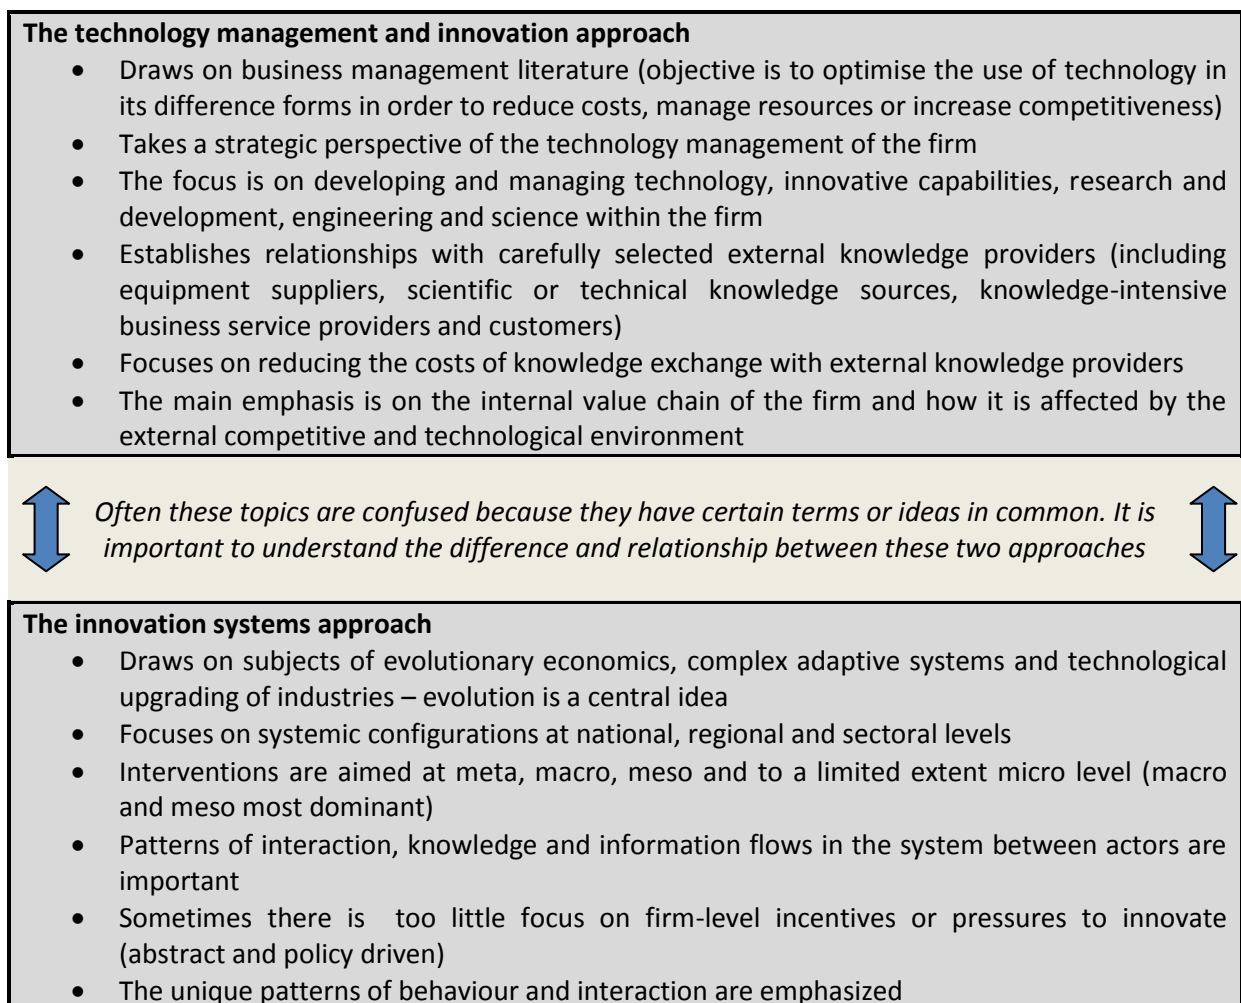 The technology management and innovation approach
• Draws on business management literature (objective is to optimise the use of technology in
its difference forms in order to reduce costs, manage resources or increase competitiveness)
• Takes a strategic perspective of the technology management of the firm
• The focus is on developing and managing technology, innovative capabilities, research and
development, engineering and science within the firm
• Establishes relationships with carefully selected external knowledge providers (including
equipment suppliers, scientific or technical knowledge sources, knowledge-intensive
business service providers and customers)
• Focuses on reducing the costs of knowledge exchange with external knowledge providers
• The main emphasis is on the internal value chain of the firm and how it is affected by the
external competitive and technological environment
Often these topics are confused because they have certain terms or ideas in common. It is
important to understand the difference and relationship between these two approaches
The innovation systems approach
• Draws on subjects of evolutionary economics, complex adaptive systems and technological
upgrading of industries – evolution is a central idea
• Focuses on systemic configurations at national, regional and sectoral levels
• Interventions are aimed at meta, macro, meso and to a limited extent micro level (macro
and meso most dominant)
• Patterns of interaction, knowledge and information flows in the system between actors are
important
• Sometimes there is too little focus on firm-level incentives or pressures to innovate
(abstract and policy driven)
• The unique patterns of behaviour and interaction are emphasized